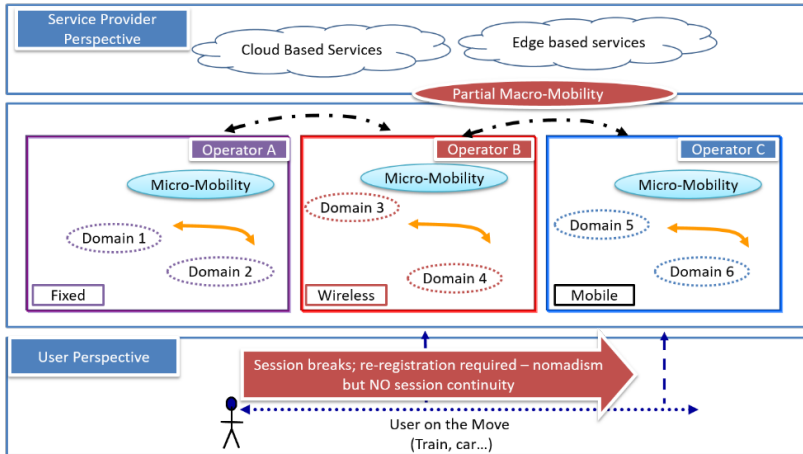 Service Provider
Perspective
Cloud Based Services
Edge based services
Partial Macro-Mobility
Operator A
Micro-Mobility
Domain 1
Domain 2
Fixed
Operator B
Micro-Mobility
Domain 3
Domain 4
Wireless
Operator C
Micro-Mobility
Domain 5
Domain 6
Mobile
User Perspective
Session breaks; re-registration required – nomadism
but NO session continuity
User on the Move
(Train, car...)